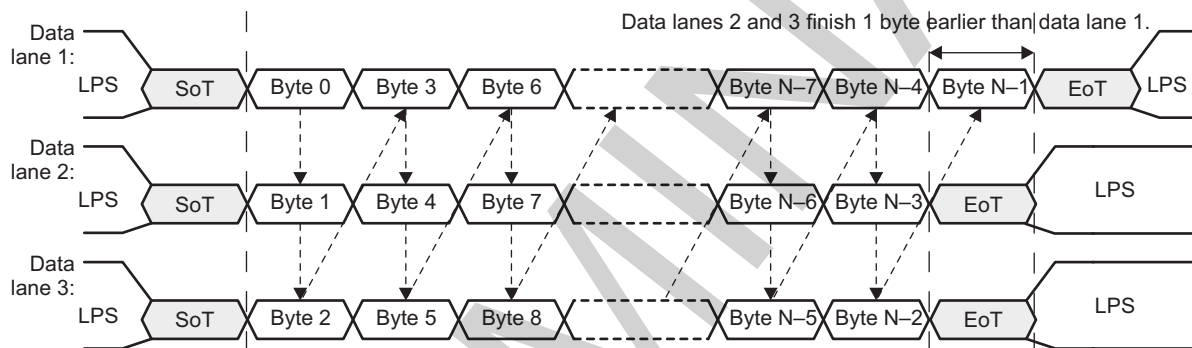 Data lanes 2 and 3 finish 1 byte earlier than data lane 1.
Data
lane 1:
LPS SoT Byte 0 Byte 3 Byte 6 Byte N–7 Byte N–4 Byte N–1 EoT LPS
Data
lane 2:
LPS SoT Byte 1 Byte 4 Byte 7 Byte N–6 Byte N–3 EoT LPS
Data
lane 3:
LPS SoT Byte 2 Byte 5 Byte 8 Byte N–5 Byte N–2 EoT LPS